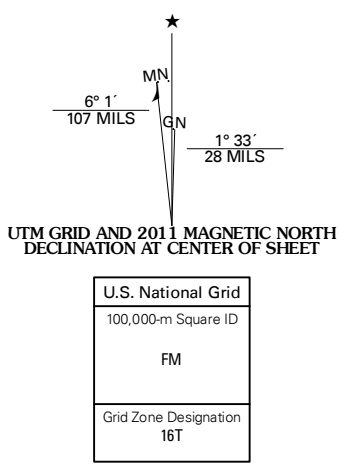 ★
MN
6° 1´
107 MILS
GN
1° 33´
28 MILS
UTM GRID AND 2011 MAGNETIC NORTH
DECLINATION AT CENTER OF SHEET
U.S. National Grid
100,000-m Square ID
FM
Grid Zone Designation
16T